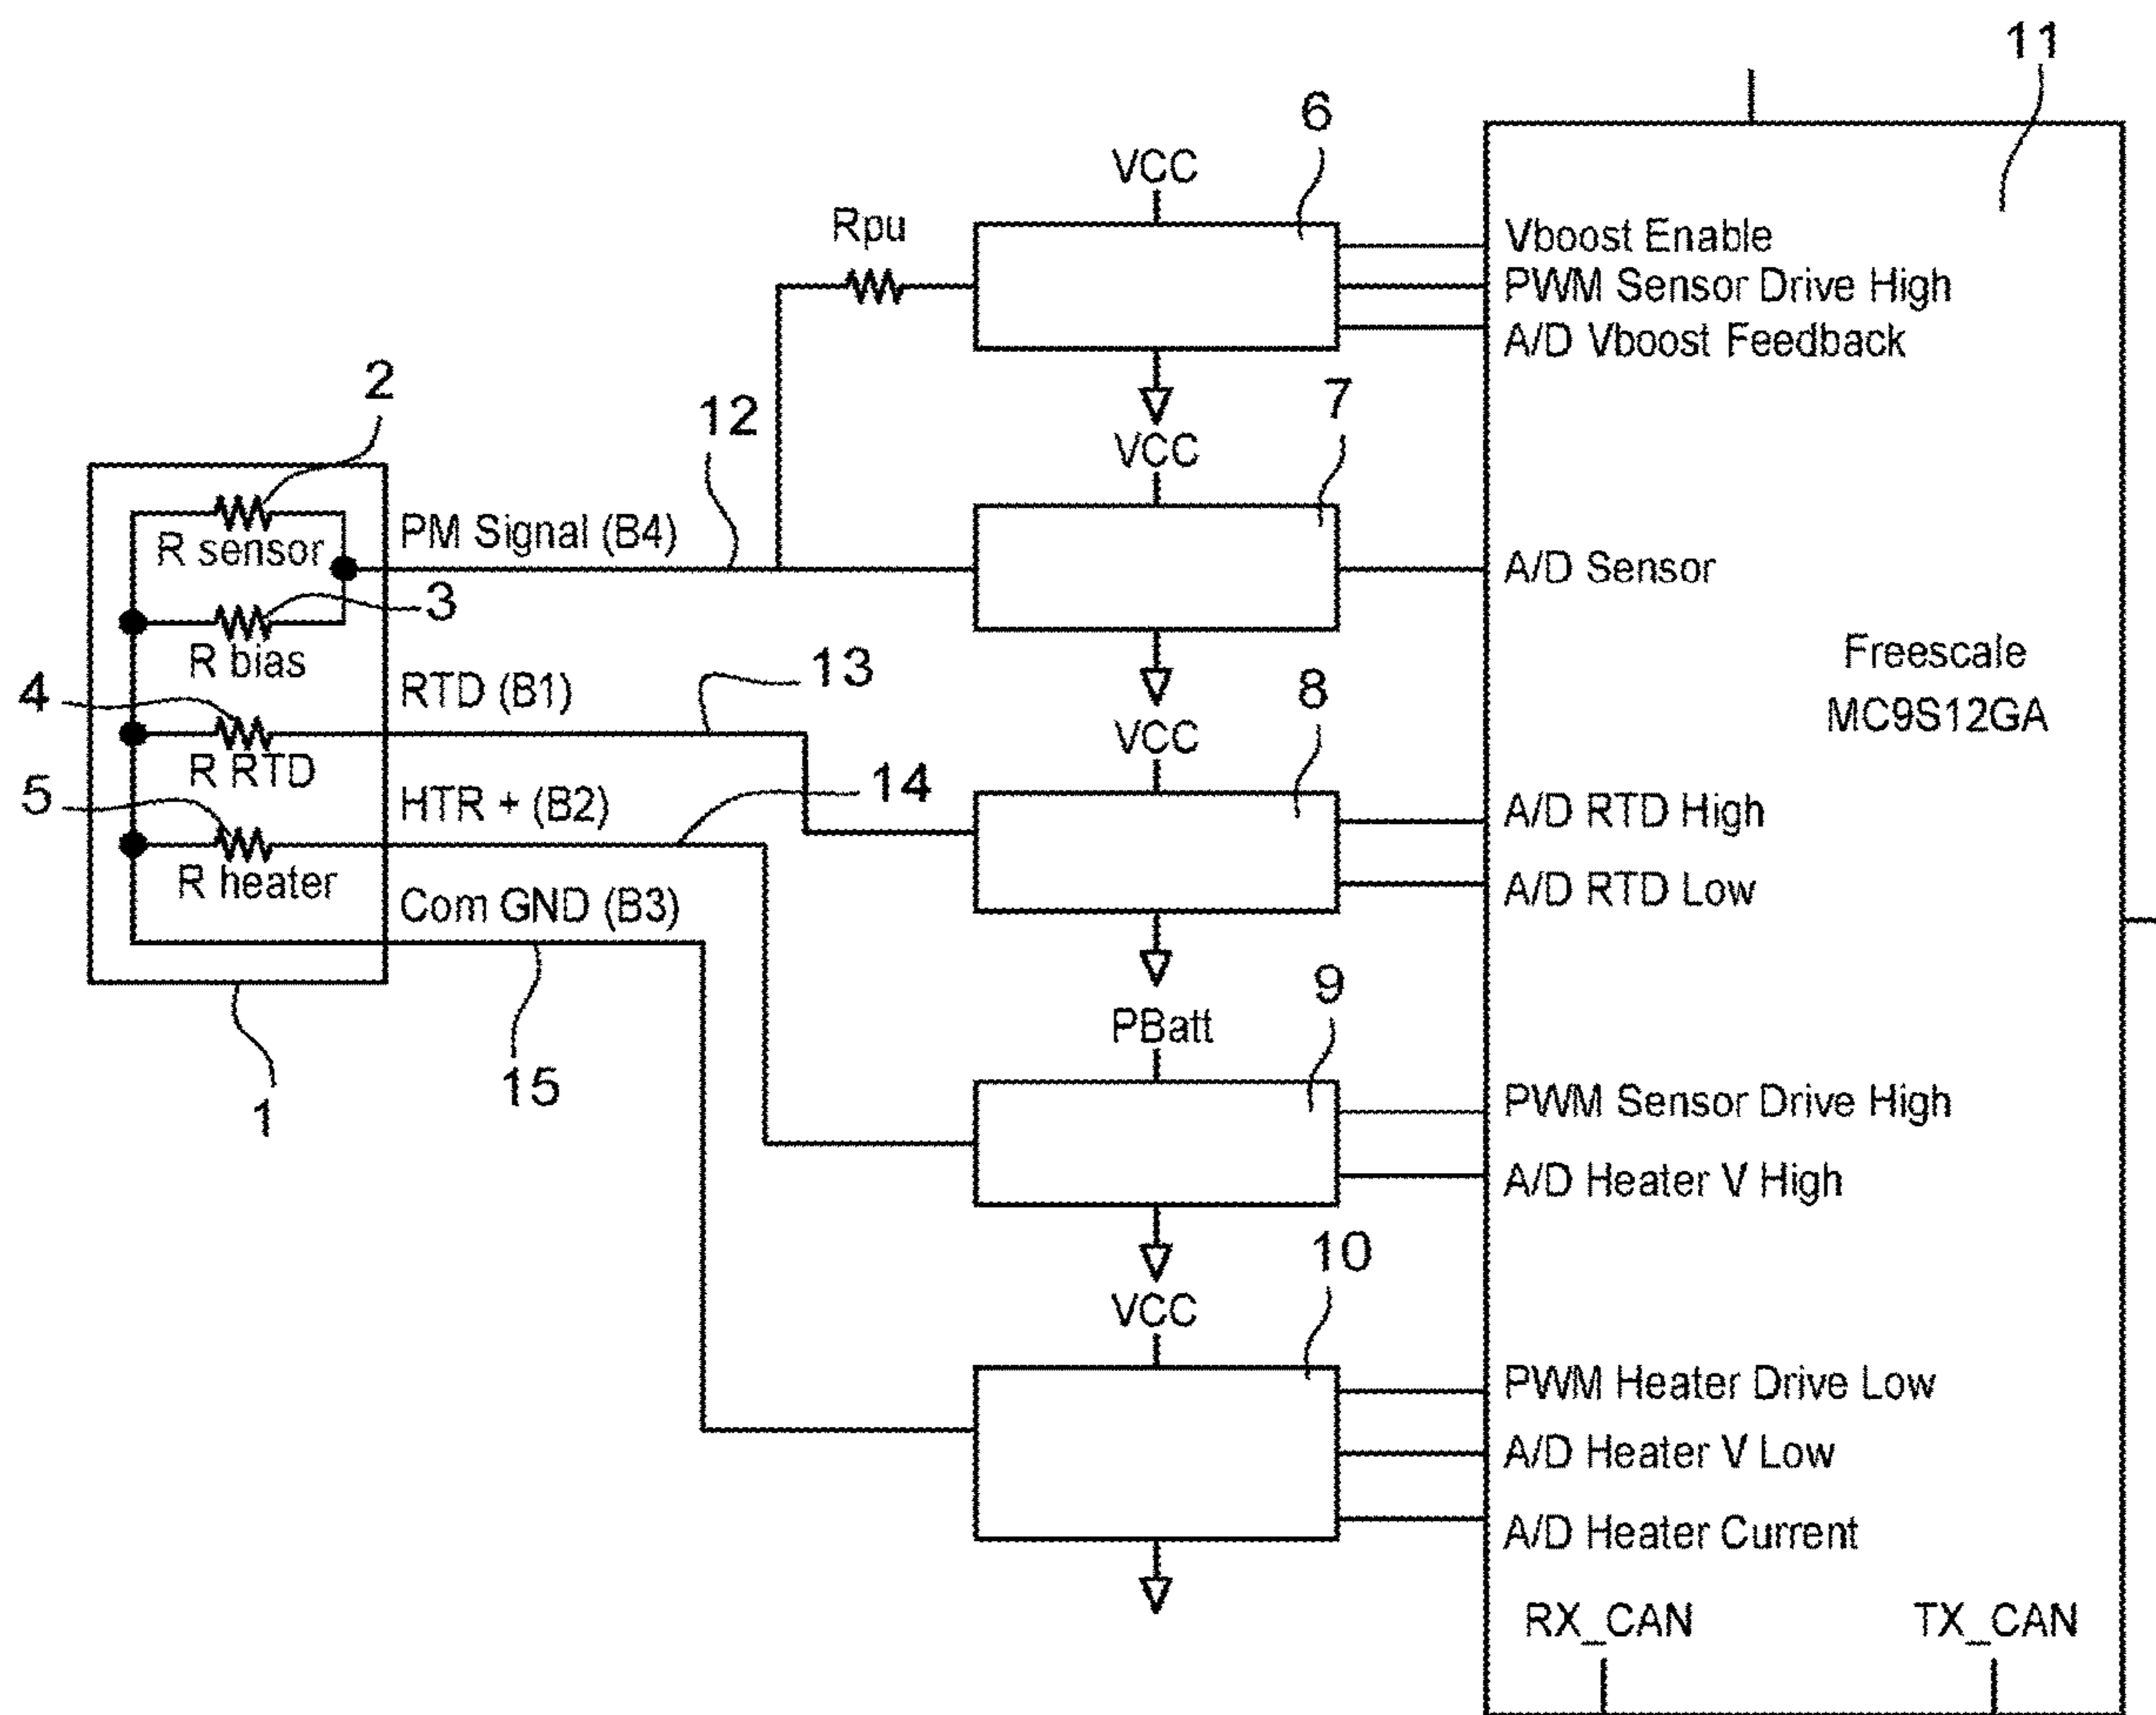 11
6
VCC
Rpu
Vboost Enable
PWM Sensor Drive High
A/D Vboost Feedback
2
12
7
VCC
R sensor
PM Signal (B4)
A/D Sensor
3
R bias
Freescale
MC9S12GA
4
RTD (B1)
13
8
VCC
R RTD
5
HTR + (B2)
14
A/D RTD High
R heater
Com GND (B3)
A/D RTD Low
9
PBatt
1
15
PWM Sensor Drive High
A/D Heater V High
10
VCC
PWM Heater Drive Low
A/D Heater V Low
A/D Heater Current
RX_CAN
TX_CAN